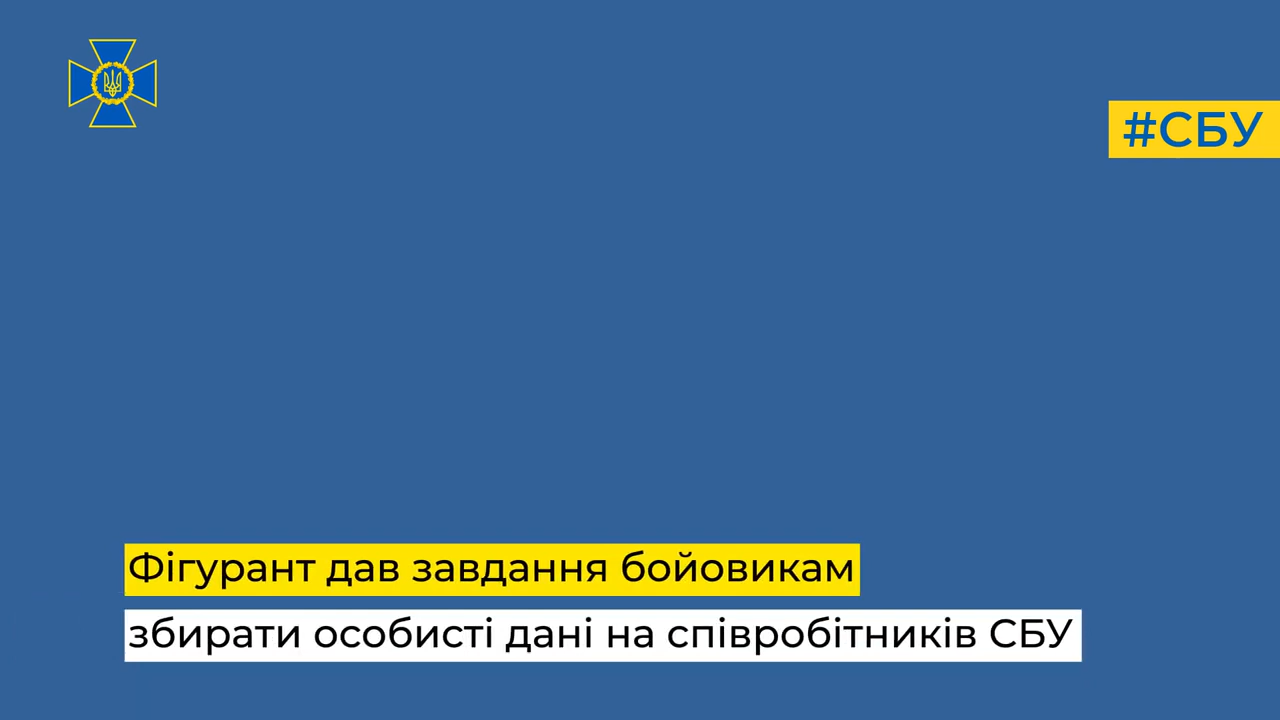 #СБУ
Фігурант дав завдання бойовикам
збирати особисті дані на співробітників СБУ